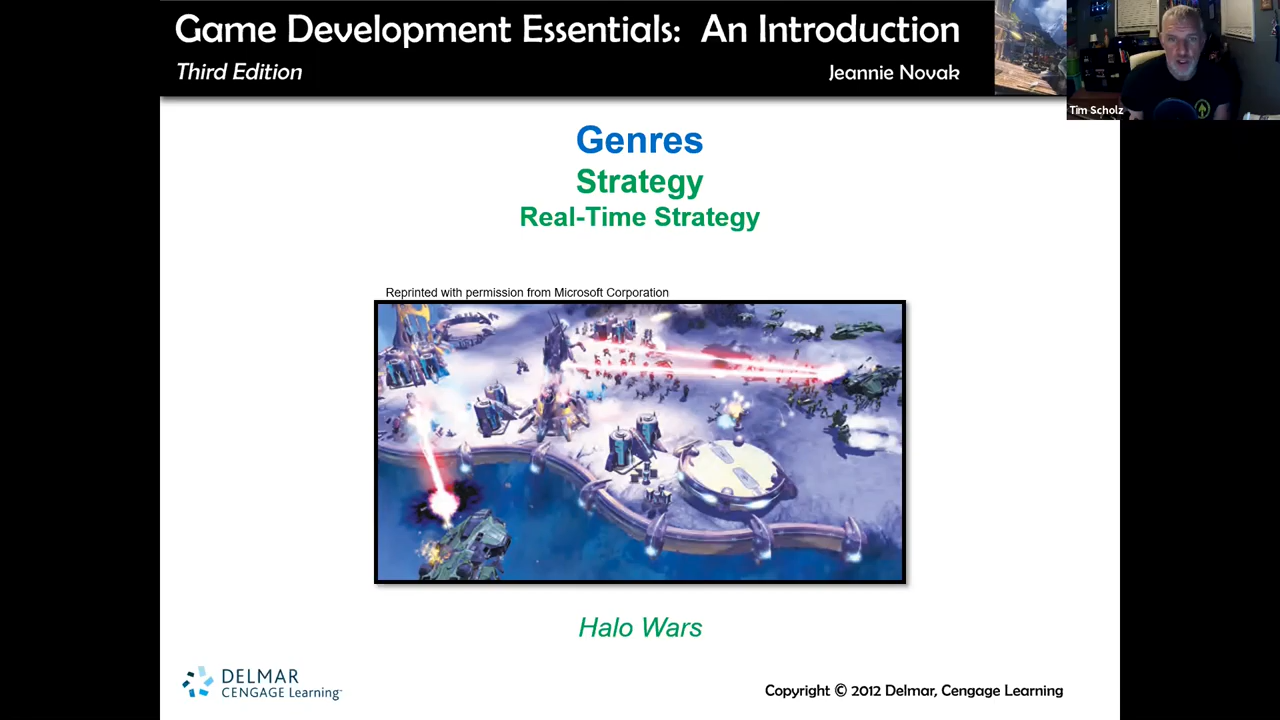 Game Development Essentials: An Introduction
Third Edition
Jeannie Novak
Tim Scholz
Genres
Strategy
Real-Time Strategy
Reprinted with permission from Microsoft Corporation
Halo Wars
DELMAR
CENGAGE Learning
Copyright © 2012 Delmar, Cengage Learning